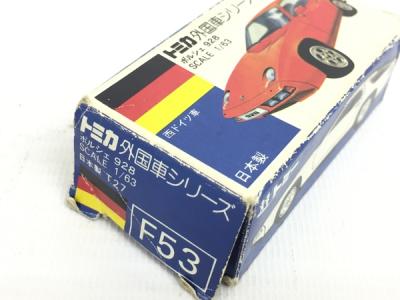 トミカ外国車シリーズ
ポルシェ 928
SCALE 1/63
西ドイツ車
日本製
トミカ外国車シリーズ
ポルシェ 928
SCALE 1/63
日本製 F27
F53